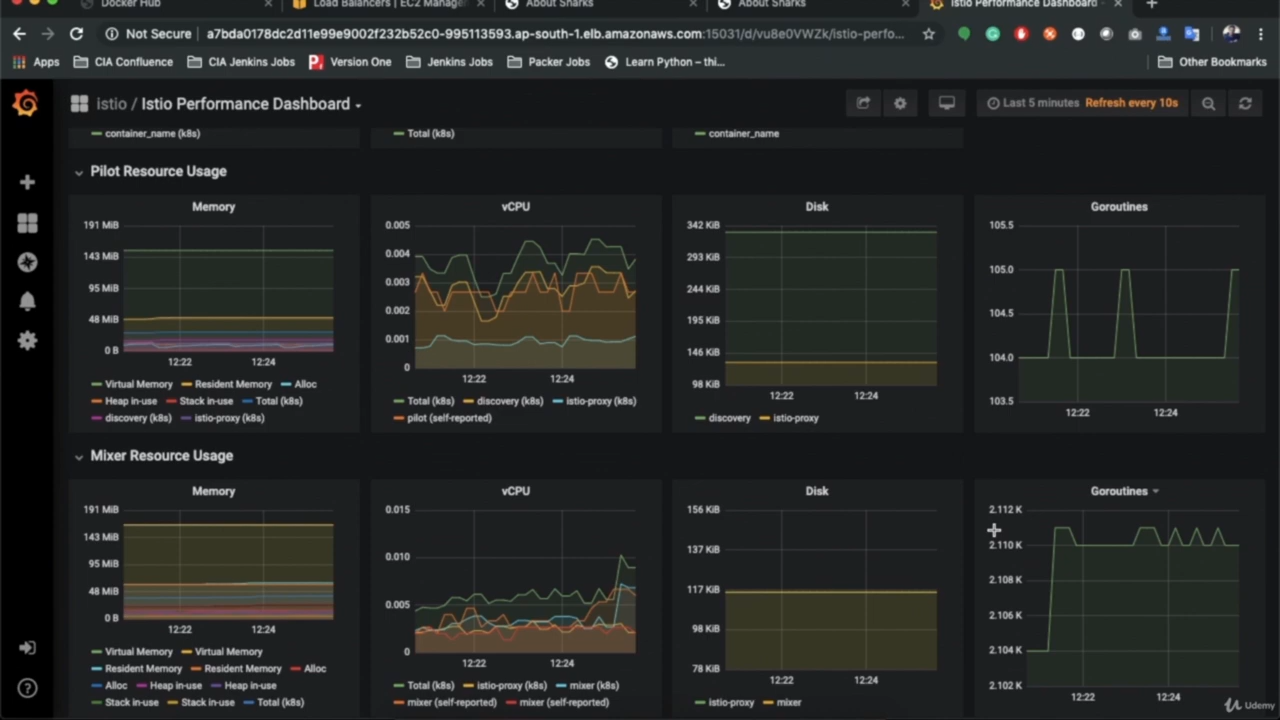 Docker Hub
Load Balancers | EC2 Manage
About Sharks
About Sharks
Istio Performance Dashboard
Not Secure a7bda0178dc2d11e99e9002f232b52c0-995113593.ap-south-1.elb.amazonaws.com:15031/d/vu8e0VWZk/istio-perfo...
Apps CIA Confluence CIA Jenkins Jobs Version One Jenkins Jobs Packer Jobs Learn Python – thi... Other Bookmarks
istio / Istio Performance Dashboard
Last 5 minutes Refresh every 10s
container_name (k8s)
Total (k8s)
container_name
Pilot Resource Usage
Memory
191 MiB
143 MiB
95 MiB
48 MiB
0 B
12:22 12:24
Virtual Memory Resident Memory Alloc
Heap in-use Stack in-use Total (k8s)
discovery (k8s) istio-proxy (k8s)
vCPU
0.005
0.004
0.003
0.002
0.001
0
12:22 12:24
Total (k8s) discovery (k8s) istio-proxy (k8s)
pilot (self-reported)
Disk
342 KiB
293 KiB
244 KiB
195 KiB
146 KiB
98 KiB
12:22 12:24
discovery istio-proxy
Goroutines
105.5
105.0
104.5
104.0
103.5
12:22 12:24
Mixer Resource Usage
Memory
191 MiB
143 MiB
95 MiB
48 MiB
0 B
12:22 12:24
Virtual Memory Virtual Memory
Resident Memory Resident Memory Alloc
Alloc Heap in-use Heap in-use
Stack in-use Stack in-use Total (k8s)
vCPU
0.015
0.010
0.005
0
12:22 12:24
Total (k8s) istio-proxy (k8s) mixer (k8s)
mixer (self-reported) mixer (self-reported)
Disk
156 KiB
137 KiB
117 KiB
98 KiB
78 KiB
12:22 12:24
istio-proxy mixer
Goroutines
2.112 K
2.110 K
2.108 K
2.106 K
2.104 K
2.102 K
12:22 12:24
Udemy